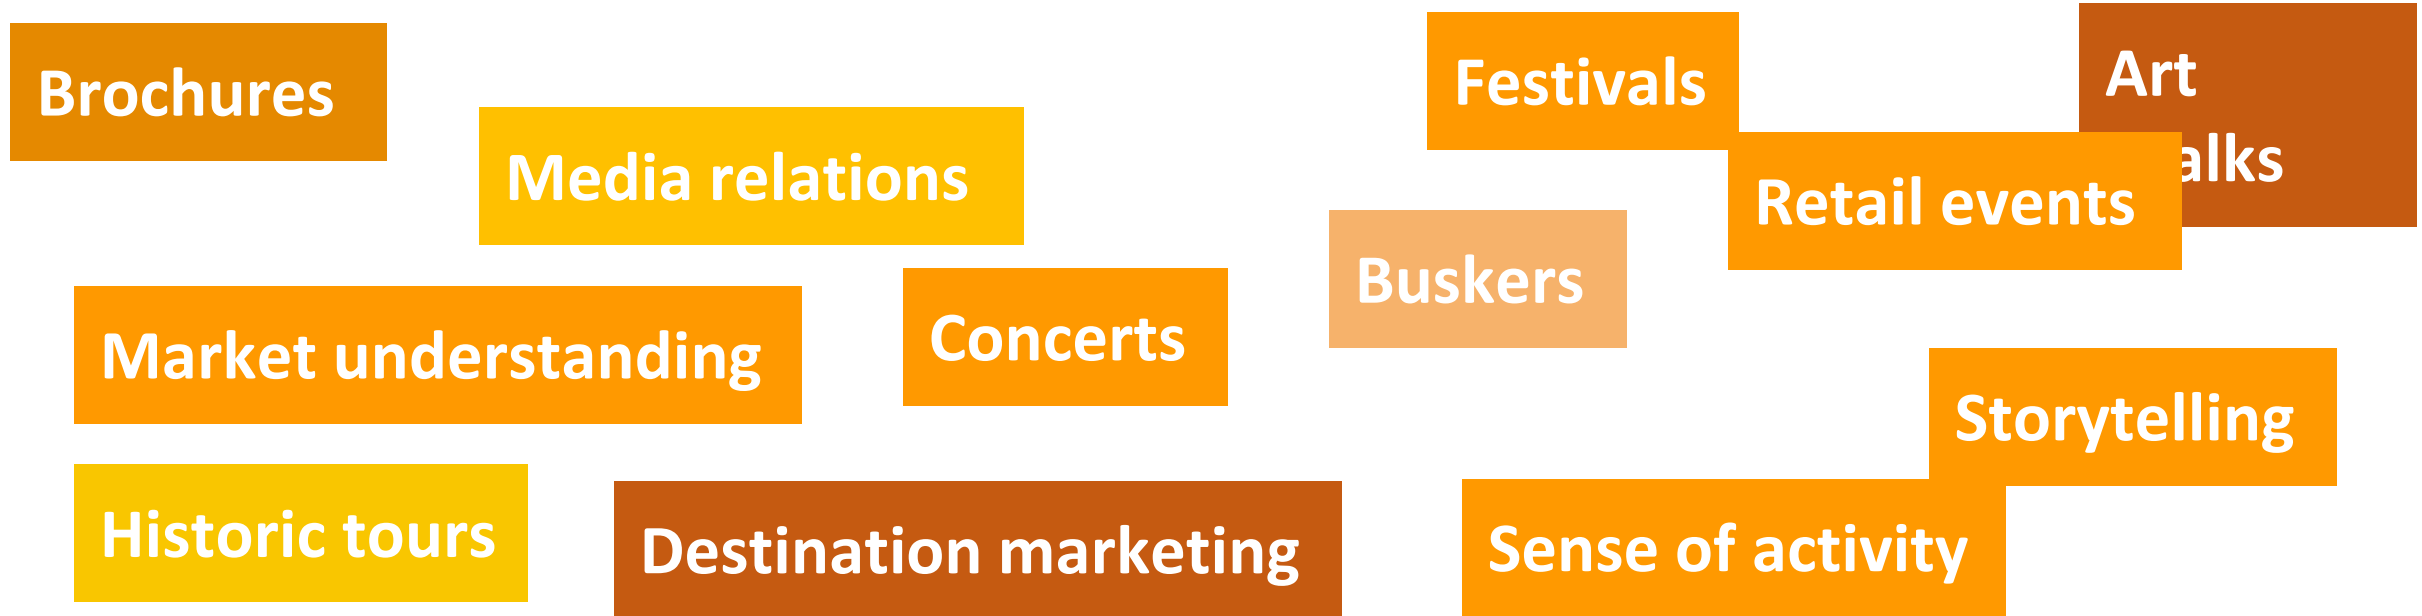 Brochures
Festivals
Art
Media relations
Retail events
Buskers
Market understanding
Concerts
Storytelling
Historic tours
Destination marketing
Sense of activity